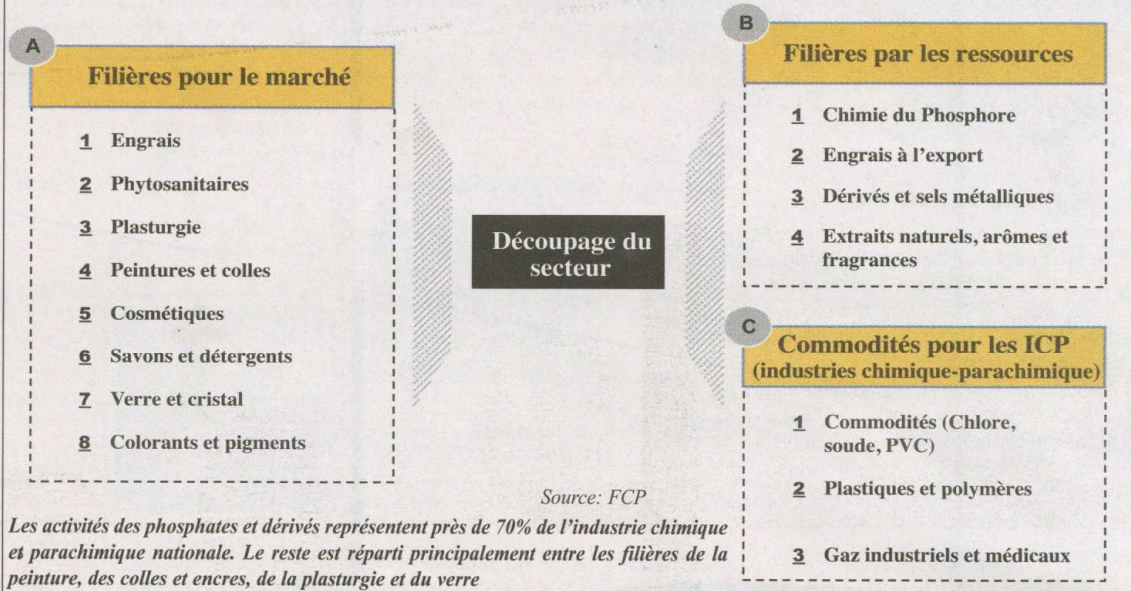 A
Filières pour le marché
1 Engrais
2 Phytosanitaires
3 Plasturgie
4 Peintures et colles
5 Cosmétiques
6 Savons et détergents
7 Verre et cristal
8 Colorants et pigments
Découpage du
secteur
B
Filières par les ressources
1 Chimie du Phosphore
2 Engrais à l'export
3 Dérivés et sels métalliques
4 Extraits naturels, arômes et
fragrances
C
Commodités pour les ICP
(industries chimique-parachimique)
1 Commodités (Chlore,
soude, PVC)
2 Plastiques et polymères
3 Gaz industriels et médicaux
Source: FCP
Les activités des phosphates et dérivés représentent près de 70% de l'industrie chimique
et parachimique nationale. Le reste est réparti principalement entre les filières de la
peinture, des colles et encres, de la plasturgie et du verre